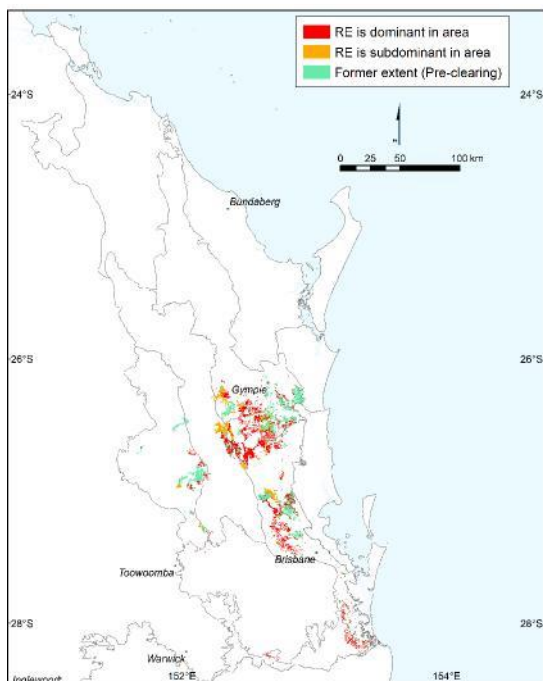 RE is dominant in area
RE is subdominant in area
Former extent (Pre-clearing)
24°S
24°S
0 25 50 100 km
Bundaberg
26°S
26°S
Gympie
Brisbane
Toowoomba
28°S
28°S
Warwick
152°E
154°E